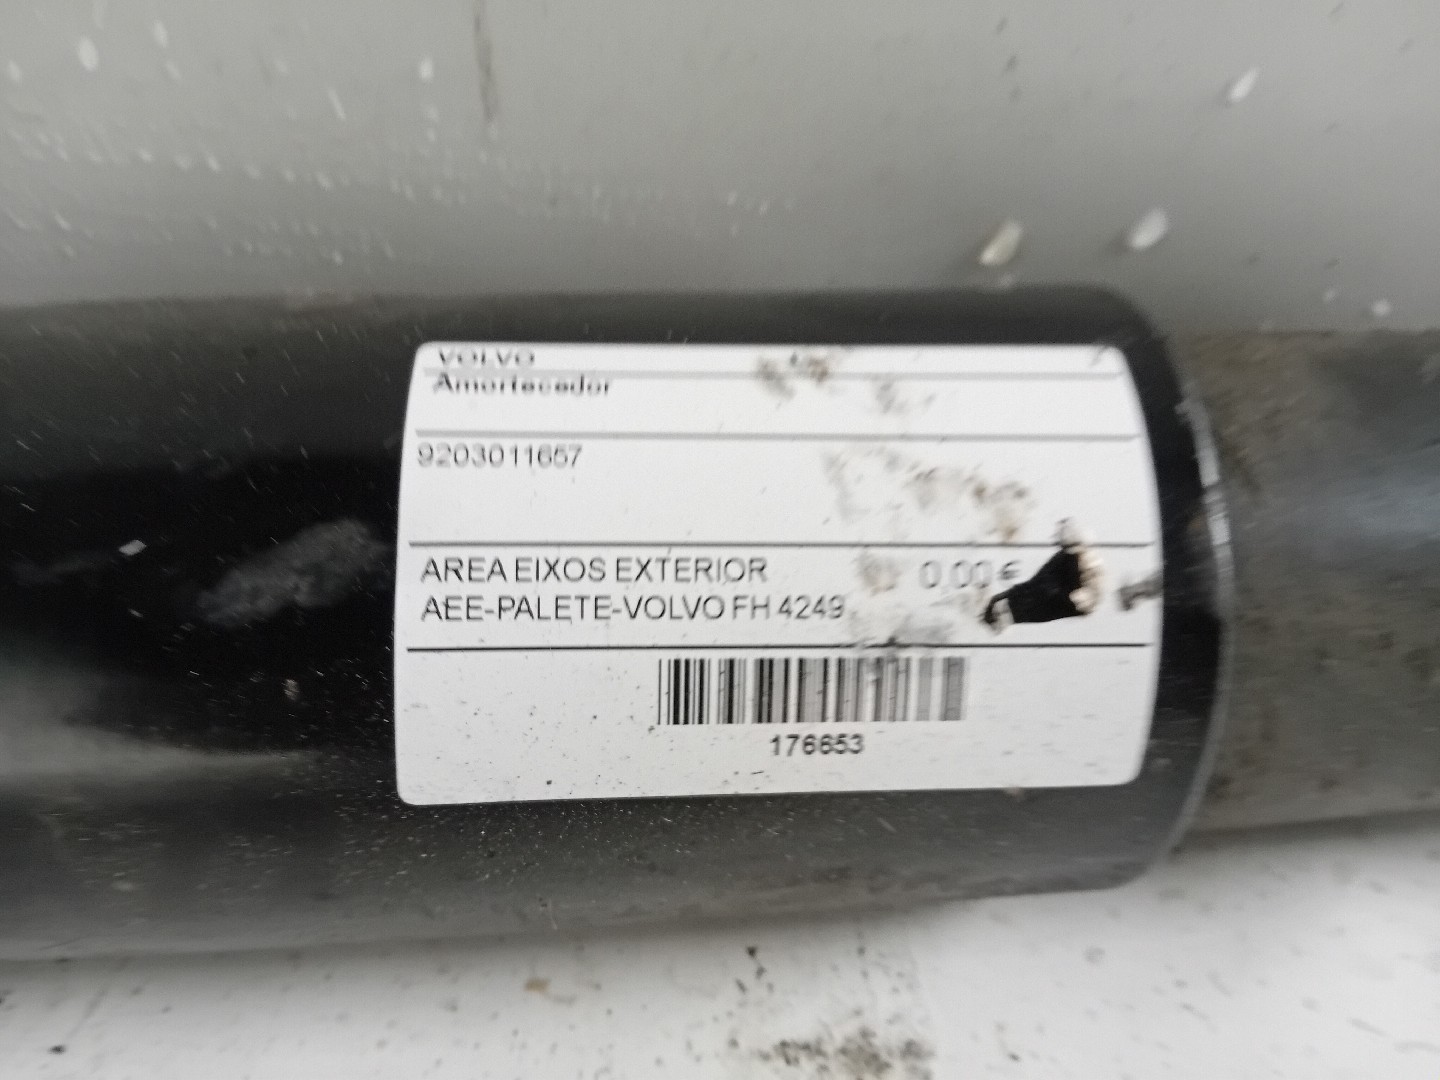 VOLVO
Amortecedor
9203011657
AREA EIXOS EXTERIOR 0,00 €
AEE-PALETE-VOLVO FH 4249
176653